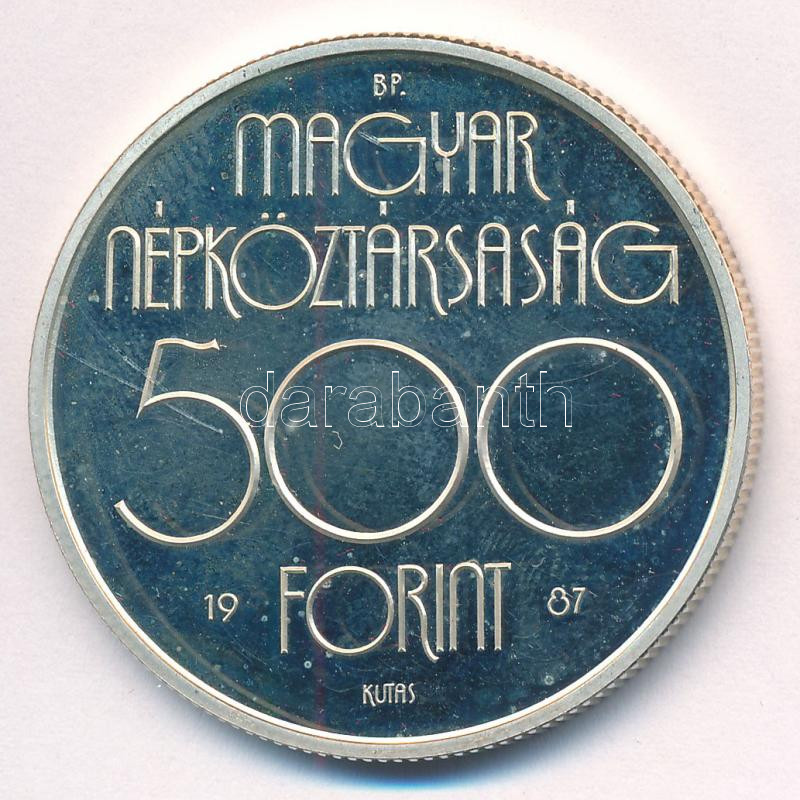 BP.
MAGYAR
NÉPKÖZTÁRSASÁG
500
darabanth
19 FORINT 87
KUTAS